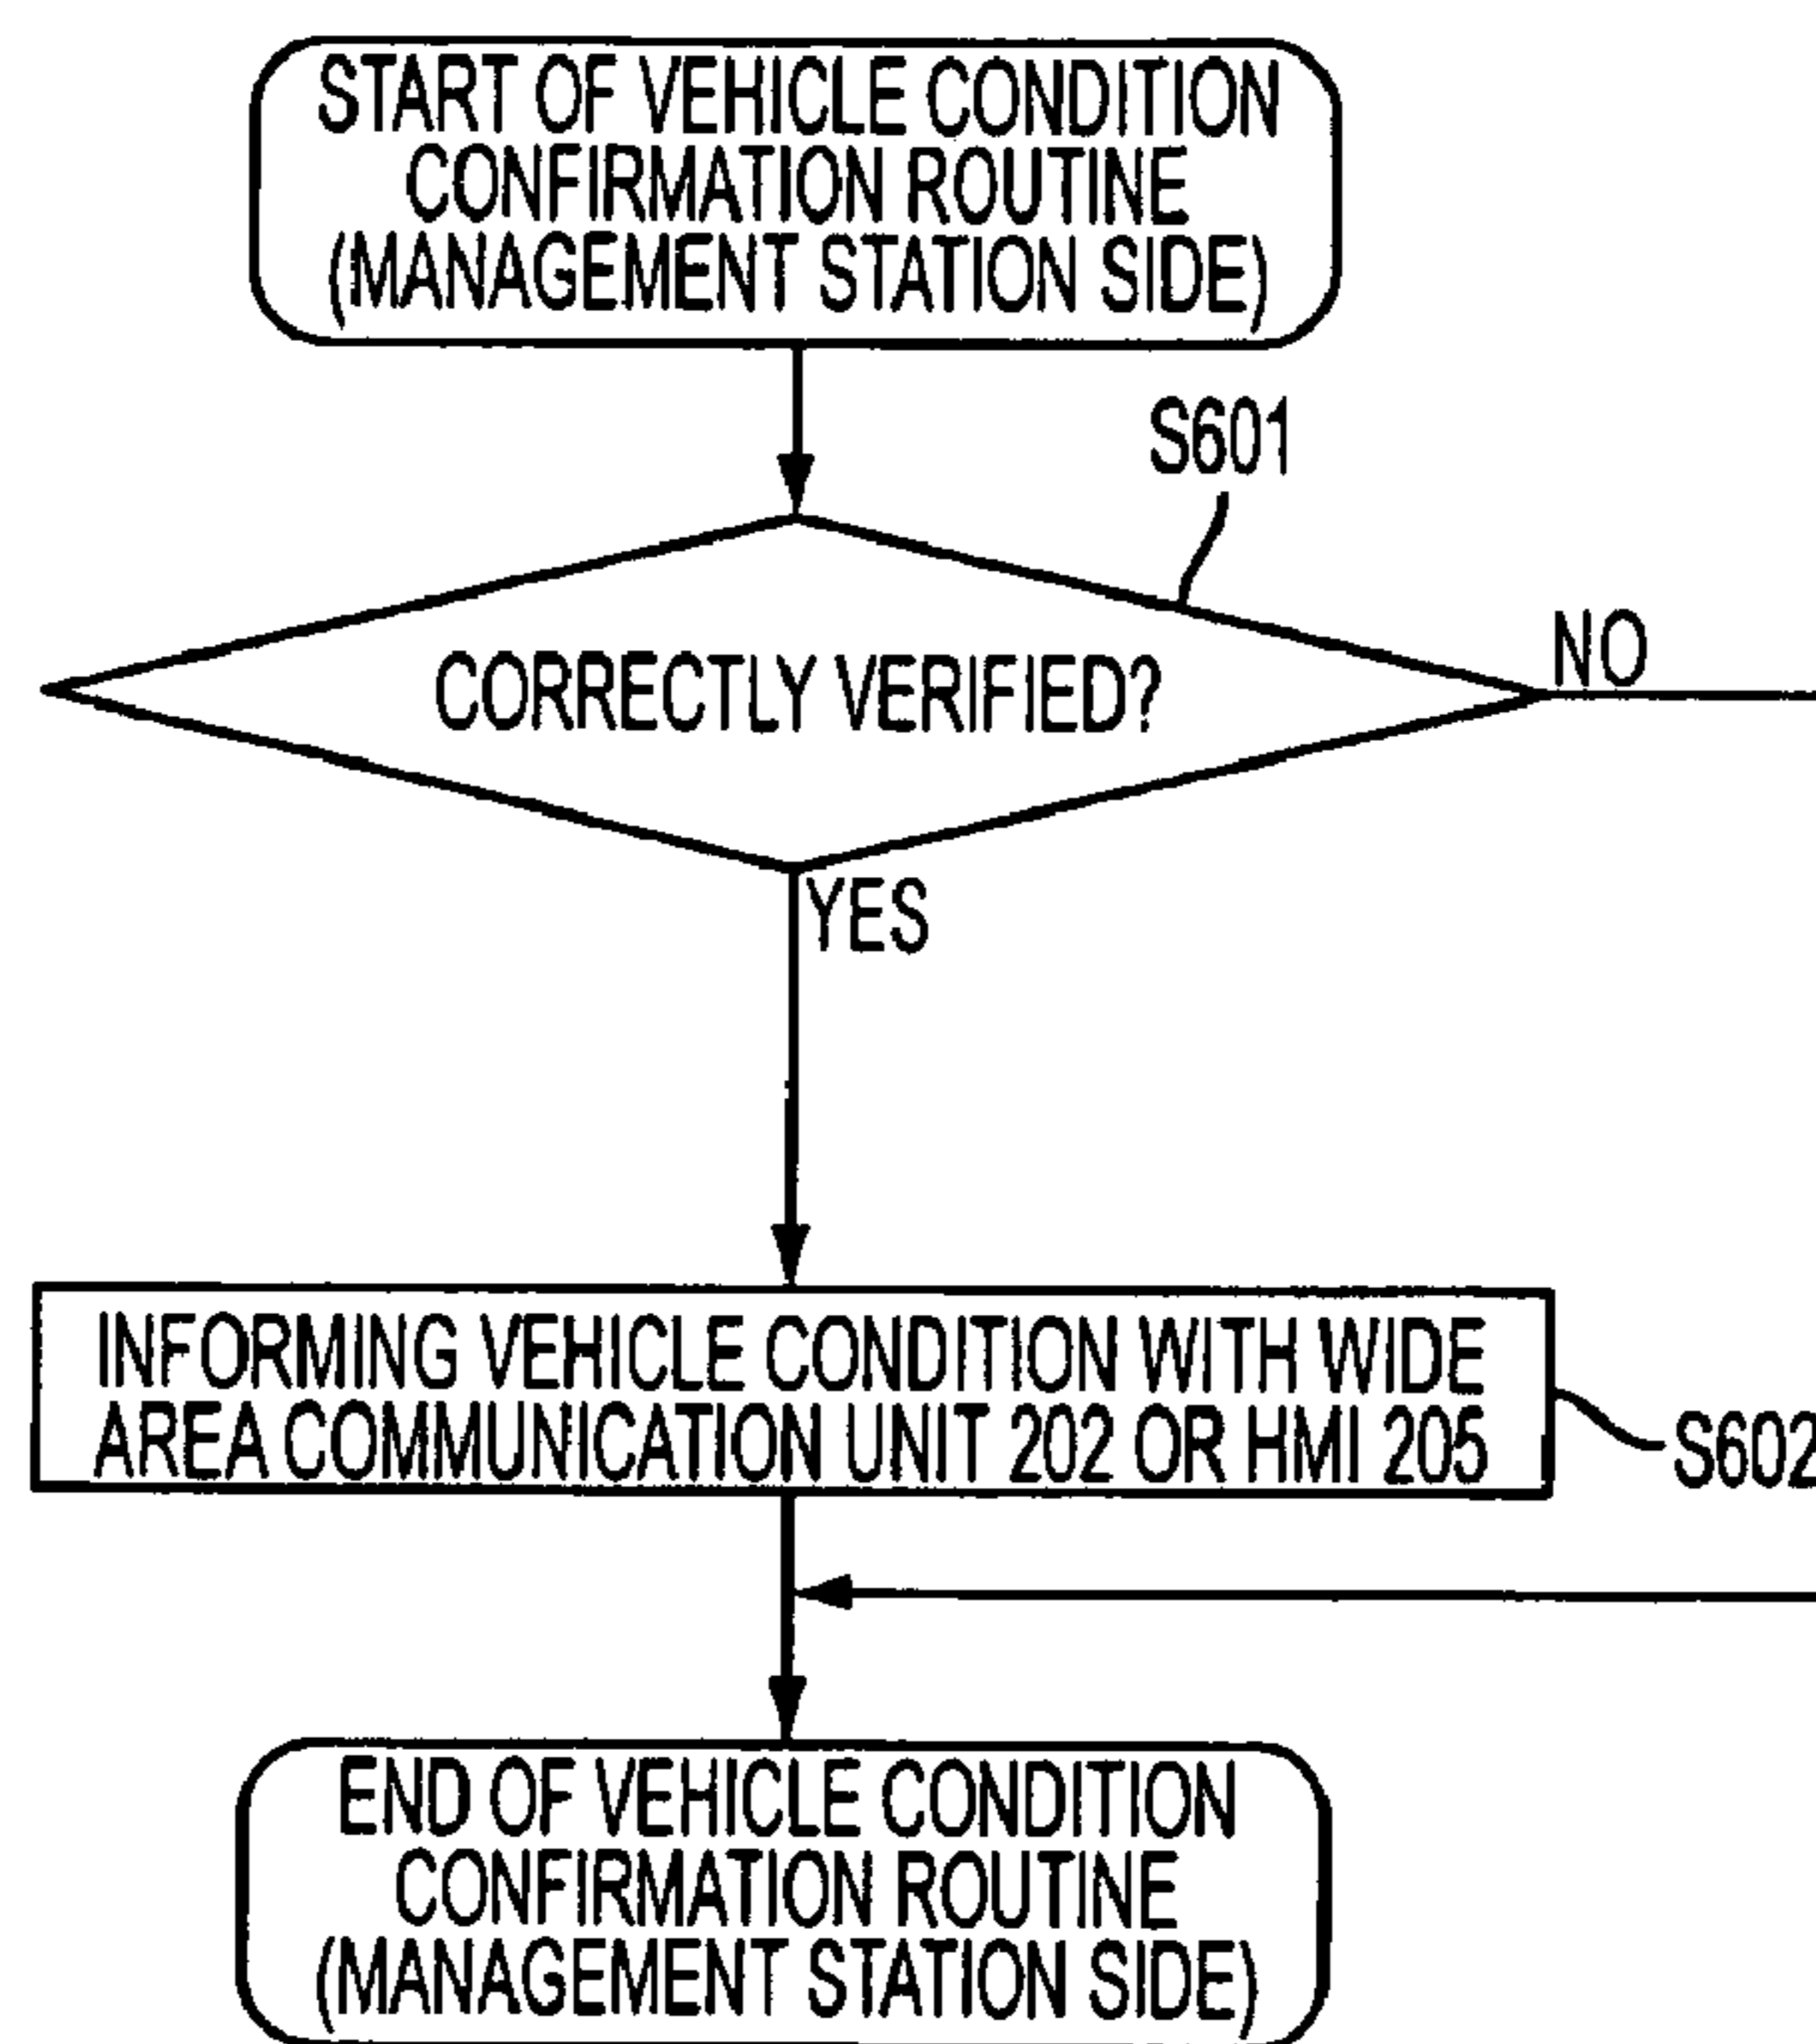 START OF VEHICLE CONDITION
CONFIRMATION ROUTINE
(MANAGEMENT STATION SIDE)
S601
CORRECTLY VERIFIED?
NO
YES
INFORMING VEHICLE CONDITION WITH WIDE
AREA COMMUNICATION UNIT 202 OR HMI 205
S602
END OF VEHICLE CONDITION
CONFIRMATION ROUTINE
(MANAGEMENT STATION SIDE)